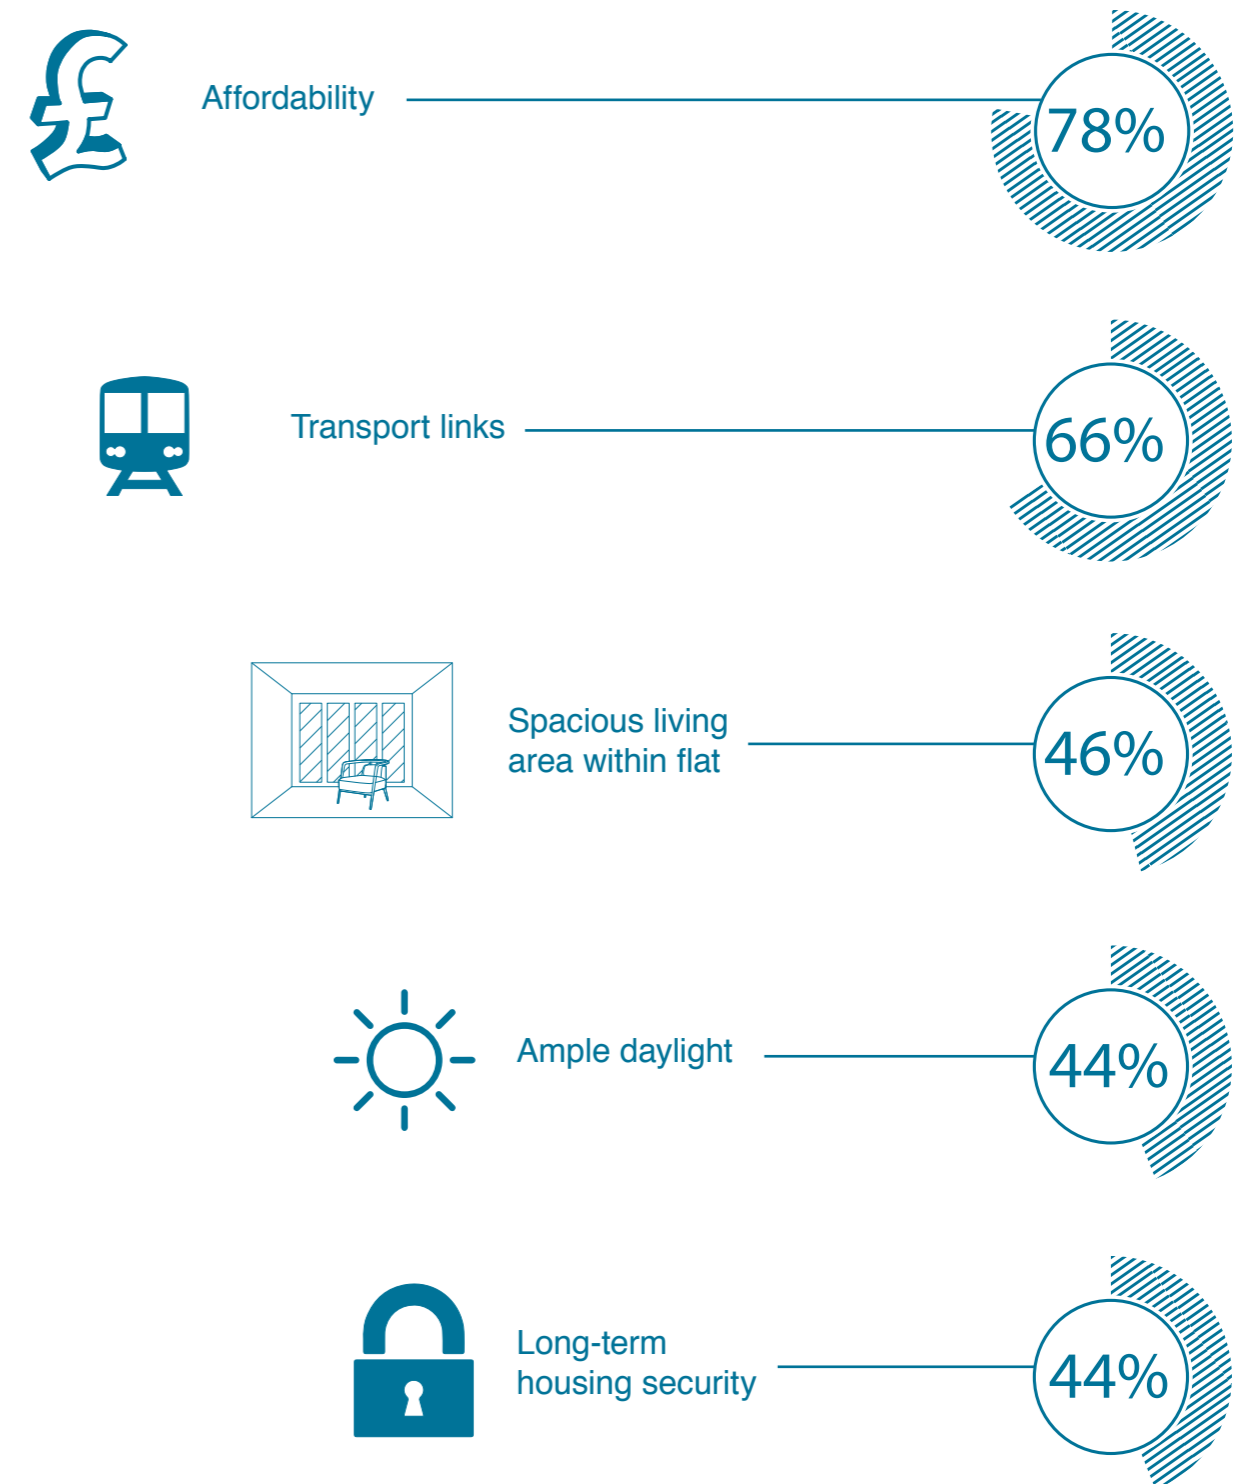 Affordability
78%
Transport links
66%
Spacious living
area within flat
46%
Ample daylight
44%
Long-term
housing security
44%